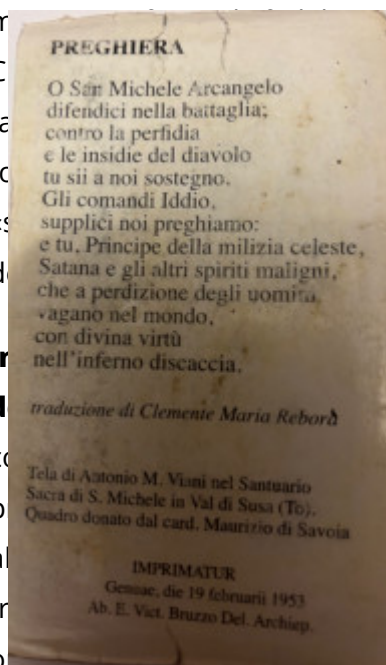 PREGHIERA
O San Michele Arcangelo
difendici nella battaglia;
contro la perfidia
e le insidie del diavolo
tu sii a noi sostegno.
Gli comandi Iddio,
supplici noi preghiamo:
e tu, Principe della milizia celeste,
Satana e gli altri spiriti maligni,
che a perdizione degli uomini,
vagano nel mondo,
con divina virtù
nell'inferno discaccia.
traduzione di Clemente Maria Reborà
Tela di Antonio M. Viani nel Santuario
Sacra di S. Michele in Val di Susa (To).
Quadro donato dal card. Maurizio di Savoia
IMPRIMATUR
Genuae, die 19 februarii 1953
Ab. E. Vict. Bruzzo Del. Archiep.